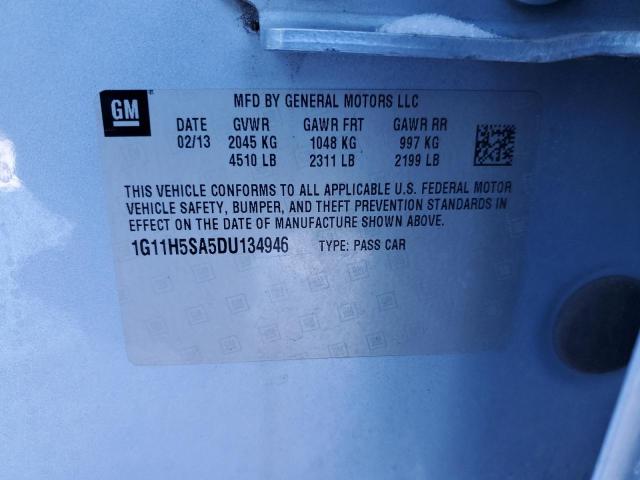 GM MFD BY GENERAL MOTORS LLC
DATE GVWR GAWR FRT GAWR RR
02/13 2045 KG 1048 KG 997 KG
4510 LB 2311 LB 2199 LB
THIS VEHICLE CONFORMS TO ALL APPLICABLE U.S. FEDERAL MOTOR
VEHICLE SAFETY, BUMPER, AND THEFT PREVENTION STANDARDS IN
EFFECT ON THE DATE OF MANUFACTURE SHOWN ABOVE.
1G11H5SA5DU134946 TYPE: PASS CAR